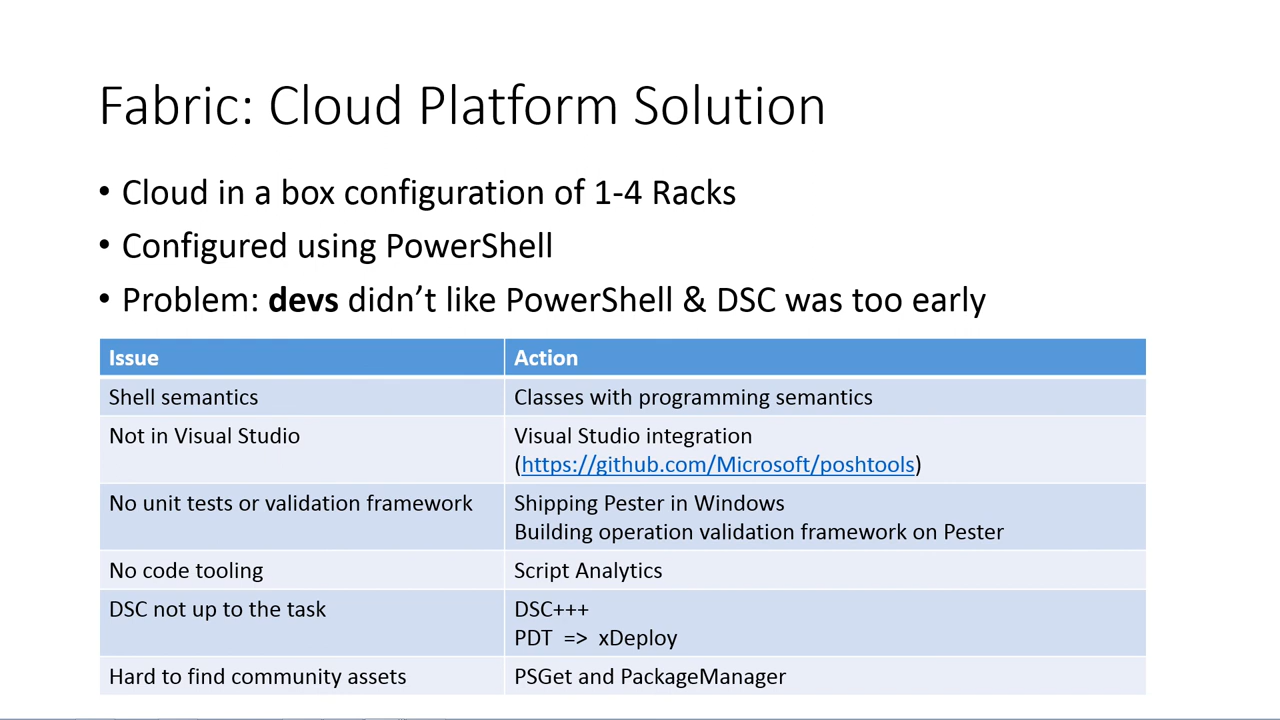 Fabric: Cloud Platform Solution
• Cloud in a box configuration of 1-4 Racks
• Configured using PowerShell
• Problem: devs didn’t like PowerShell & DSC was too early
Issue
Action
Shell semantics
Classes with programming semantics
Not in Visual Studio
Visual Studio integration
(https://github.com/Microsoft/poshtools)
No unit tests or validation framework
Shipping Pester in Windows
Building operation validation framework on Pester
No code tooling
Script Analytics
DSC not up to the task
DSC+++
PDT => xDeploy
Hard to find community assets
PSGet and PackageManager